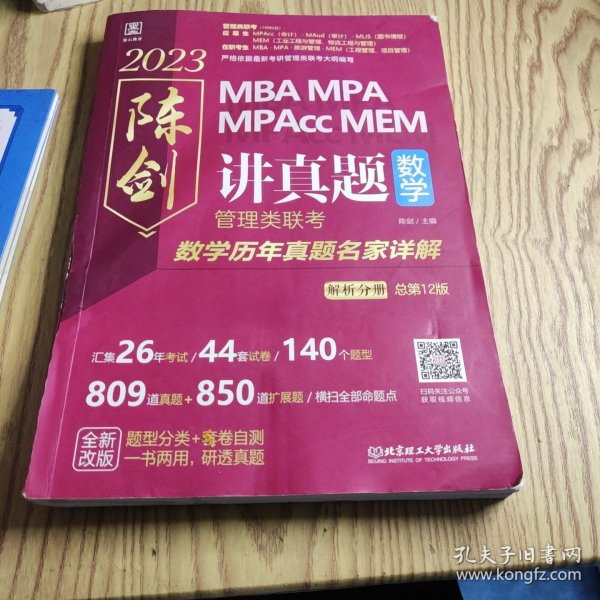 管理类联考（199科目）
应届生 MPAcc（会计）· MAud（审计）· MLIS（图书情报）
MEM（工业工程与管理、物流工程与管理）
在职考生 MBA · MPA · 旅游管理 · MEM（工程管理、项目管理）
严格依据最新考研管理类联考大纲编写
2023
陈剑
MBA MPA
MPAcc MEM
讲真题
数学
管理类联考
陈剑 / 主编
数学历年真题名家详解
解析分册 总第12版
汇集26年考试 / 44套试卷 / 140个题型
809道真题 + 850道扩展题 / 横扫全部命题点
扫码关注公众号
获取视频信息
全新改版
题型分类+套卷自测
一书两用，研透真题
北京理工大学出版社
BEIJING INSTITUTE OF TECHNOLOGY PRESS
孔夫子旧书网
www.kongfz.com